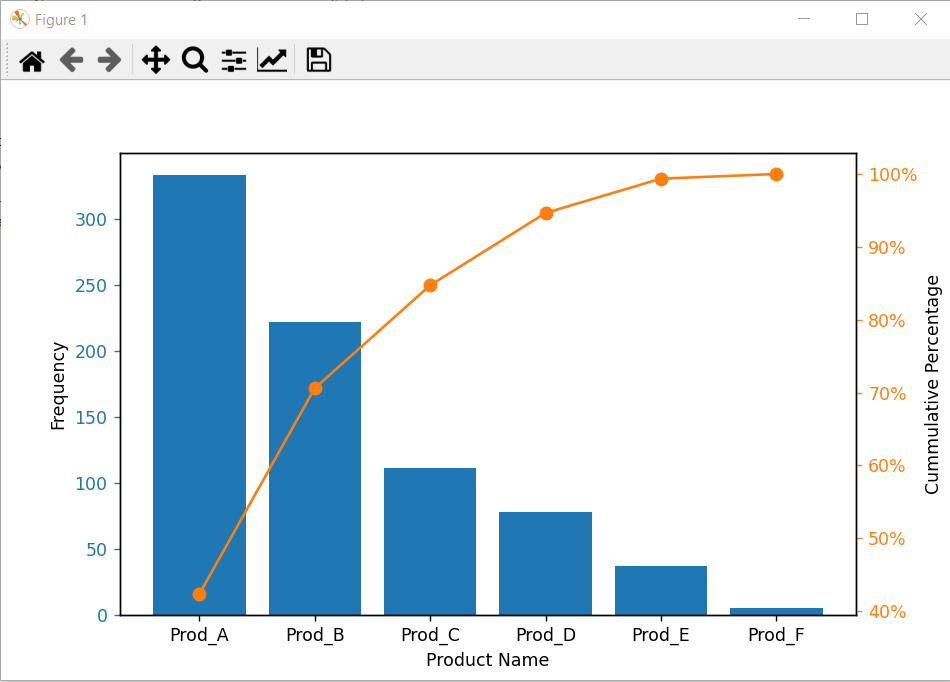 Figure 1
300
250
200
150
100
50
0
Frequency
100%
90%
80%
70%
60%
50%
40%
Cummulative Percentage
Prod_A Prod_B Prod_C Prod_D Prod_E Prod_F
Product Name